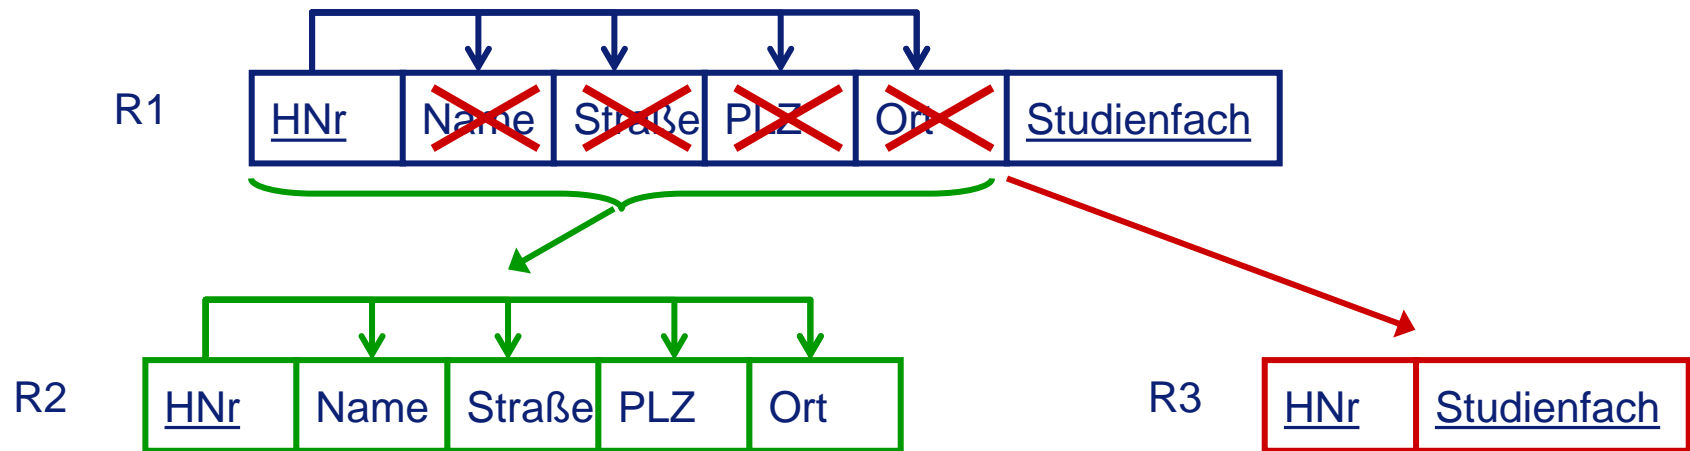 R1 HNr Name Straße PLZ Ort Studienfach
R2 HNr Name Straße PLZ Ort
R3 HNr Studienfach